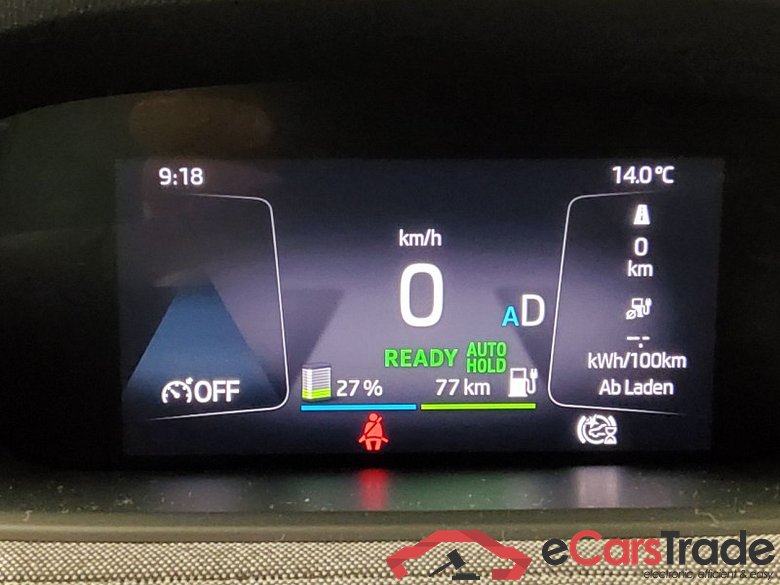 9:18
14.0°C
km/h
0
km
0
AD
READY AUTO HOLD
--.-
kWh/100km
Ab Laden
OFF
27 %
77 km
eCarsTrade
electronic, efficient & easy